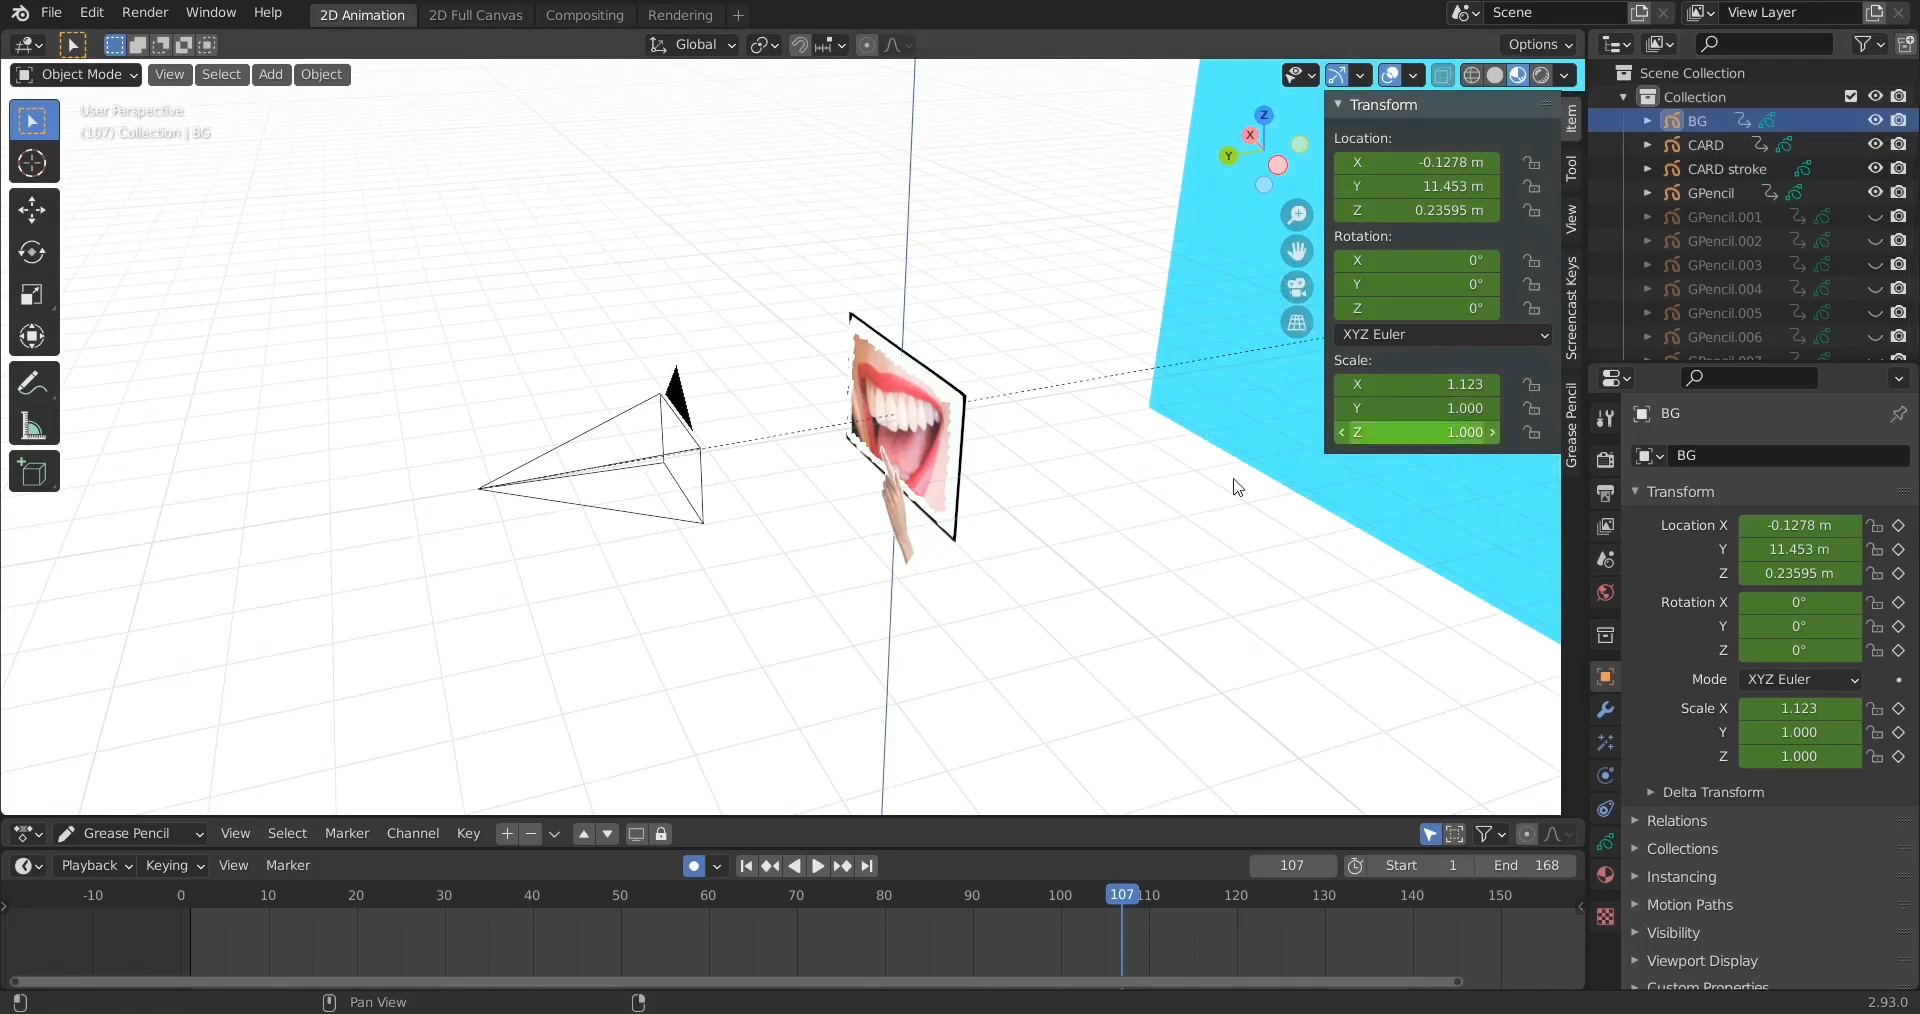 File Edit Render Window Help 2D Animation 2D Full Canvas Compositing Rendering + Scene View Layer
Global Options
Object Mode View Select Add Object
User Perspective
(107) Collection | BG
Z
X
Y
Transform
Location:
X -0.1278 m
Y 11.453 m
Z 0.23595 m
Rotation:
X 0°
Y 0°
Z 0°
XYZ Euler
Scale:
X 1.123
Y 1.000
Z 1.000
Item
Tool
View
Screencast Keys
Grease Pencil
Scene Collection
Collection
BG
CARD
CARD stroke
GPencil
GPencil.001
GPencil.002
GPencil.003
GPencil.004
GPencil.005
GPencil.006
BG
BG
Transform
Location X -0.1278 m
Y 11.453 m
Z 0.23595 m
Rotation X 0°
Y 0°
Z 0°
Mode XYZ Euler
Scale X 1.123
Y 1.000
Z 1.000
Delta Transform
Relations
Collections
Instancing
Motion Paths
Visibility
Viewport Display
Custom Properties
Grease Pencil View Select Marker Channel Key
Playback Keying View Marker 107 Start 1 End 168
-10 0 10 20 30 40 50 60 70 80 90 100 107 110 120 130 140 150
Pan View 2.93.0